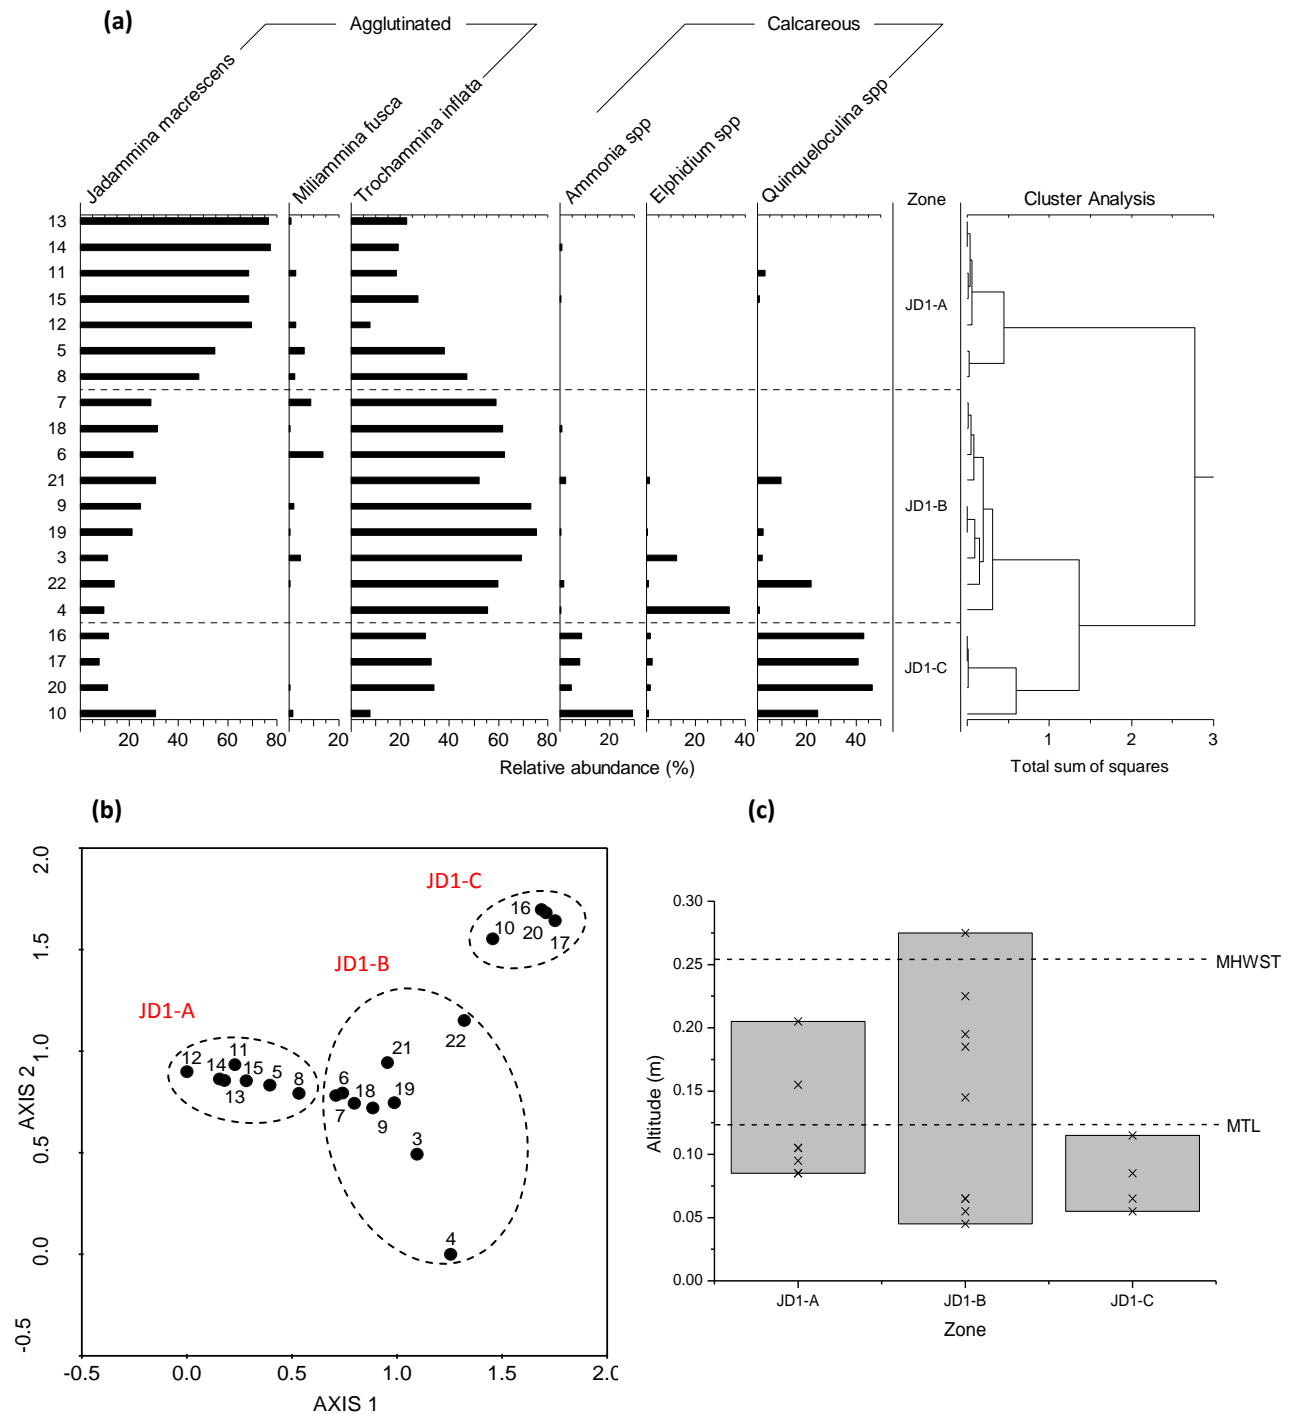 (a)
Agglutinated
Calcareous
Jadammina macrescens
Miliammina fusca
Trochammina inflata
Ammonia spp
Elphidium spp
Quinqueloculina spp
Zone
Cluster Analysis
13
14
11
15
12
5
8
7
18
6
21
9
19
3
22
4
16
17
20
10
JD1-A
JD1-B
JD1-C
20 40 60 80 20 20 40 60 80 20 20 40 20 40
1 2 3
Relative abundance (%)
Total sum of squares
(b)
2.0
1.5
1.0
0.5
0.0
-0.5
AXIS 2
JD1-C
16
10
20
17
JD1-B
JD1-A
22
21
12
14
11
13
15
5
8
6
7
18
9
19
3
4
-0.5 0.0 0.5 1.0 1.5 2.0
AXIS 1
(c)
0.30
0.25
0.20
0.15
0.10
0.05
0.00
Altitude (m)
MHWST
MTL
JD1-A JD1-B JD1-C
Zone